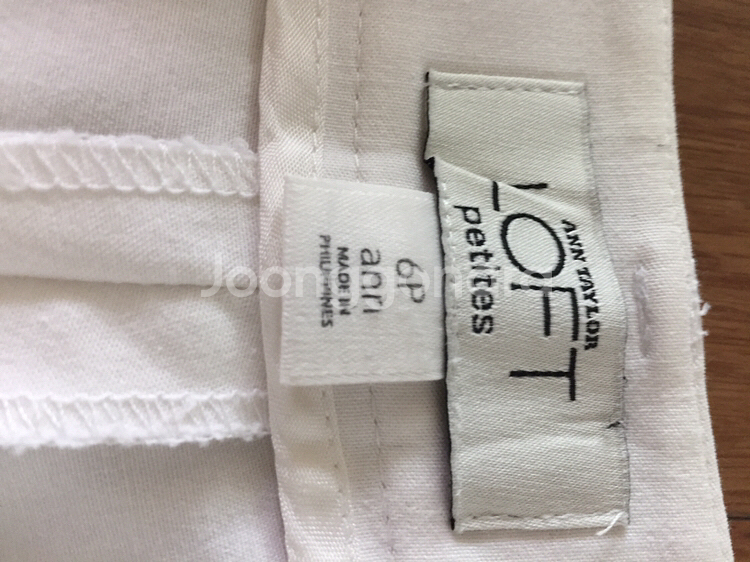 ANN TAYLOR
LOFT
petites
6P
ann
MADE IN
PHILIPPINES